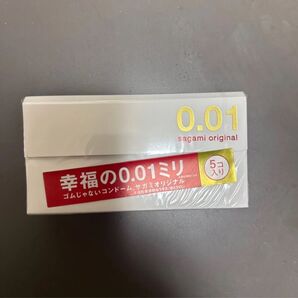 0.01
sagami original
幸福の0.01ミリ
5コ
入り
ゴムじゃないコンドーム、サガミオリジナル